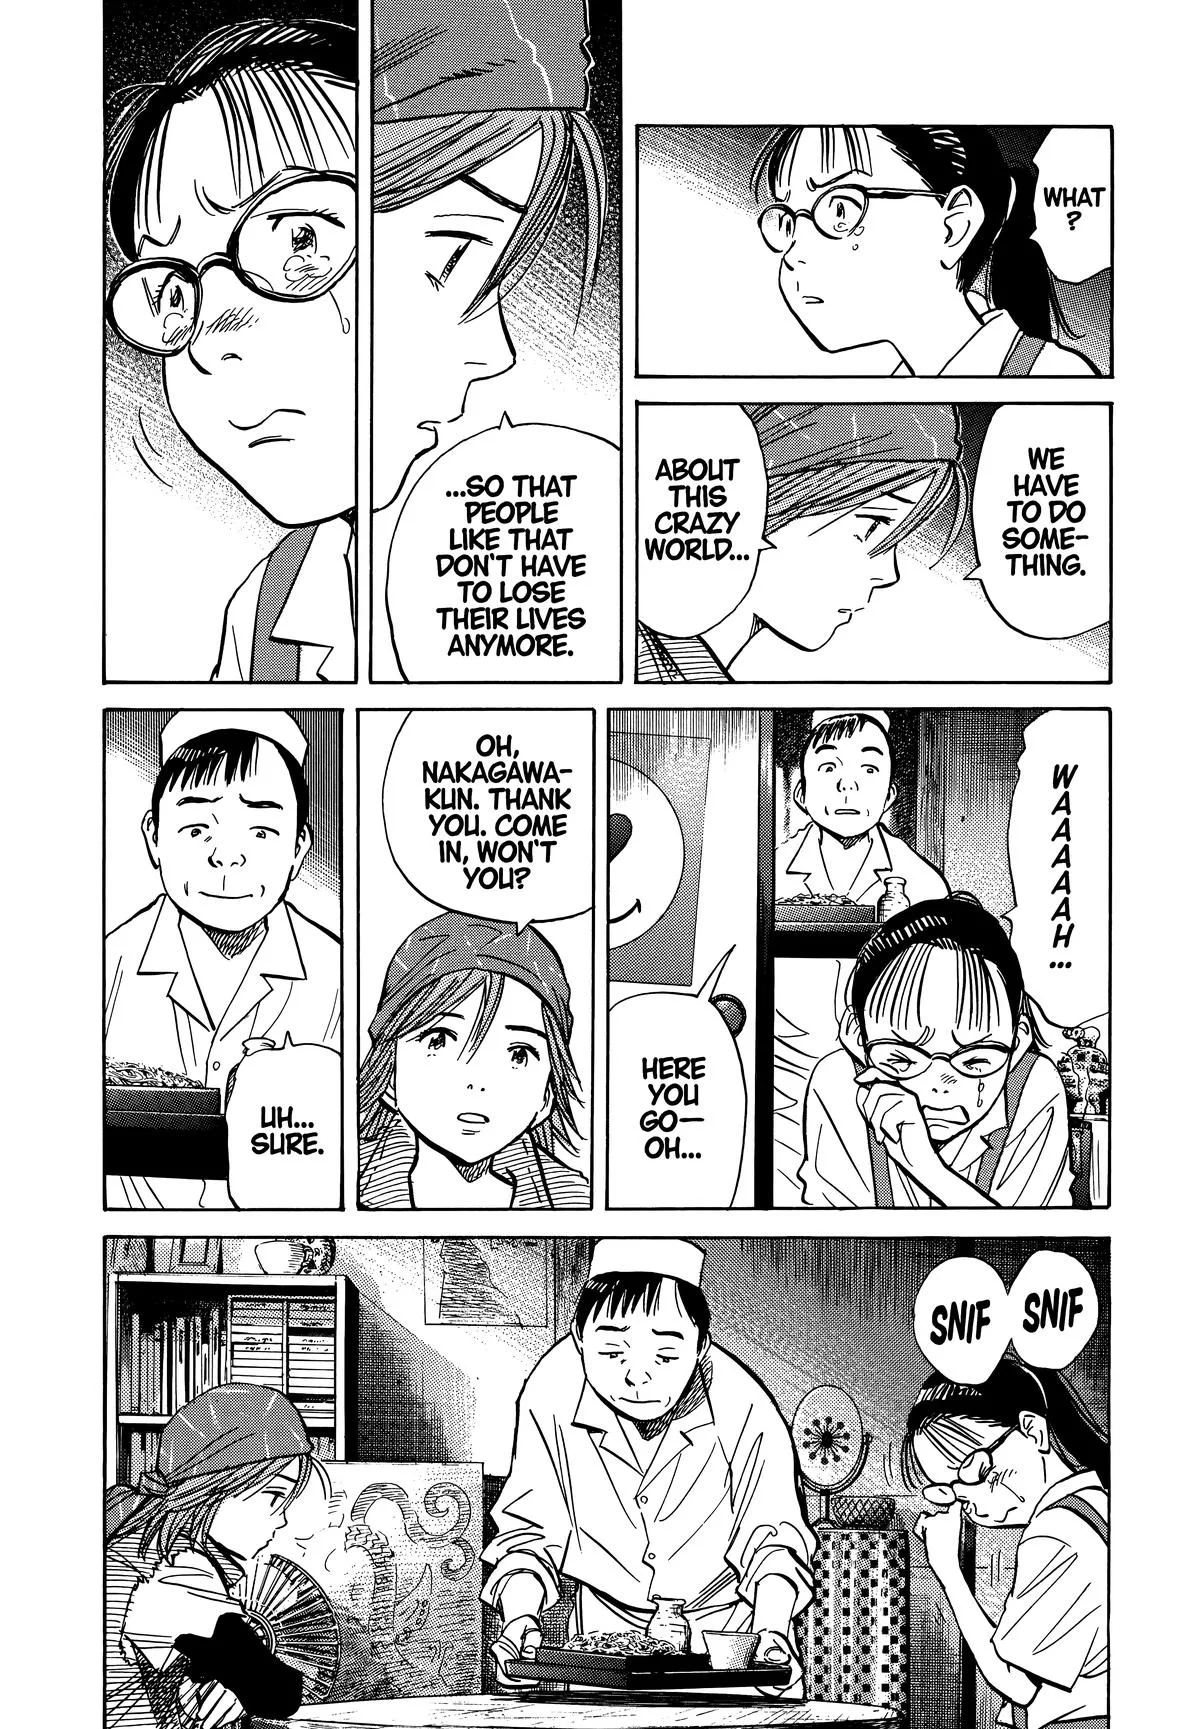 WHAT
?
WE
HAVE
TO DO
SOME-
THING.
ABOUT
THIS
CRAZY
WORLD...
...SO THAT
PEOPLE
LIKE THAT
DON'T HAVE
TO LOSE
THEIR LIVES
ANYMORE.
WAAAAAH...
HERE
YOU
GO—
OH...
OH,
NAKAGAWA-
KUN. THANK
YOU. COME
IN, WON'T
YOU?
UH...
SURE.
SNIF
SNIF